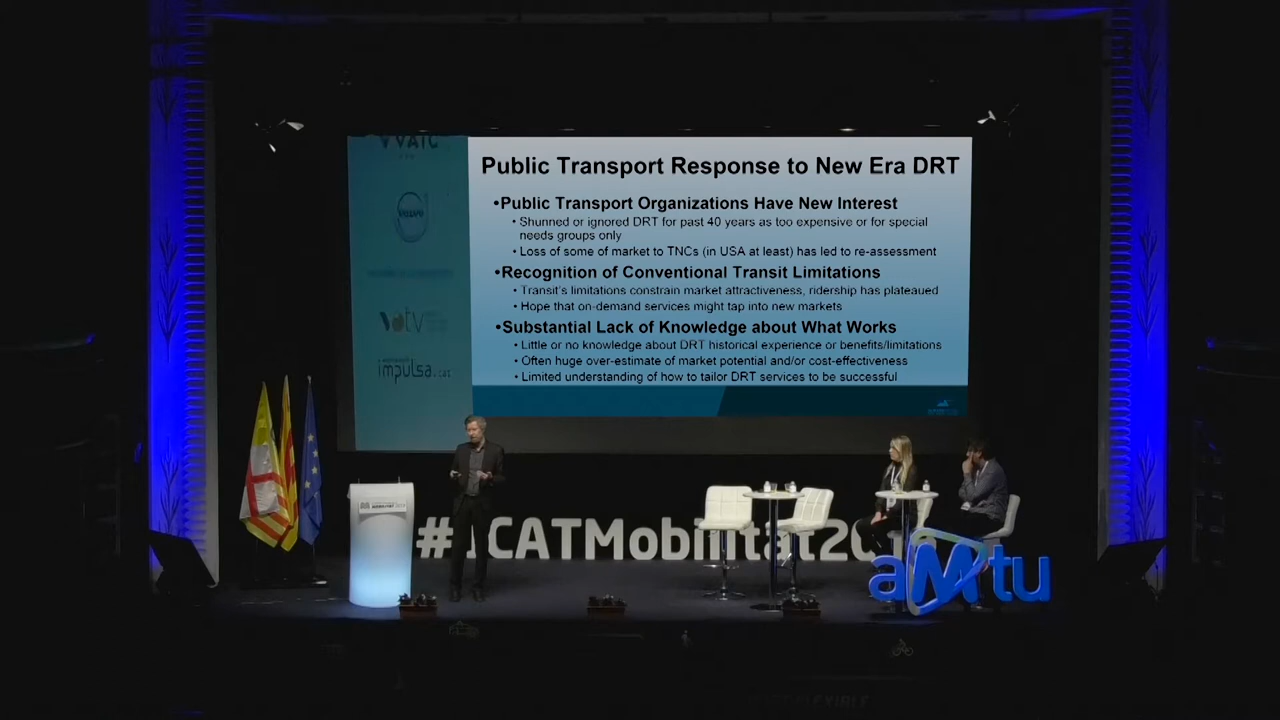 Public Transport Response to New Era DRT
•Public Transport Organizations Have New Interest
• Shunned or ignored DRT for past 40 years as too expensive or for special
needs groups only
• Loss of some of market to TNCs (in USA at least) has led to re-assessment
•Recognition of Conventional Transit Limitations
• Transit's limitations constrain market attractiveness, ridership has plateaued
• Hope that on-demand services might tap into new markets
•Substantial Lack of Knowledge about What Works
• Little or no knowledge about DRT historical experience or benefits/limitations
• Often huge over-estimate of market potential and/or cost-effectiveness
• Limited understanding of how to tailor DRT services to be successful
impulsa.cat
aMtu